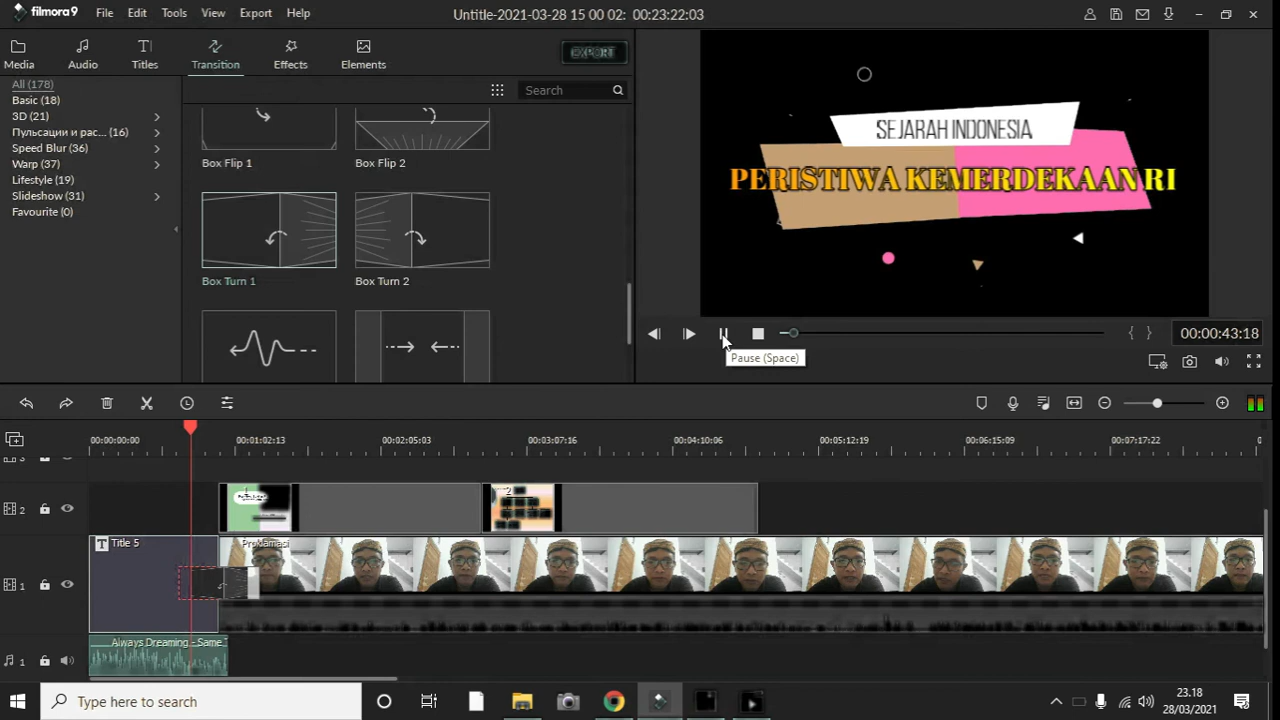 filmora9 File Edit Tools View Export Help Untitle-2021-03-28 15 00 02: 00:23:22:03
Media Audio Titles Transition Effects Elements EXPORT
All (178)
Basic (18)
3D (21)
Пульсации и рас... (16)
Speed Blur (36)
Warp (37)
Lifestyle (19)
Slideshow (31)
Favourite (0)
Search
Box Flip 1 Box Flip 2
Box Turn 1 Box Turn 2
SEJARAH INDONESIA
PERISTIWA KEMERDEKAAN RI
{ } 00:00:43:18
Pause (Space)
00:00:00:00 00:01:02:13 00:02:05:03 00:03:07:16 00:04:10:06 00:05:12:19 00:06:15:09 00:07:17:22
2
2
T Title 5 Proklamasi
1
Always Dreaming - Same..
1
Type here to search
23.18
28/03/2021